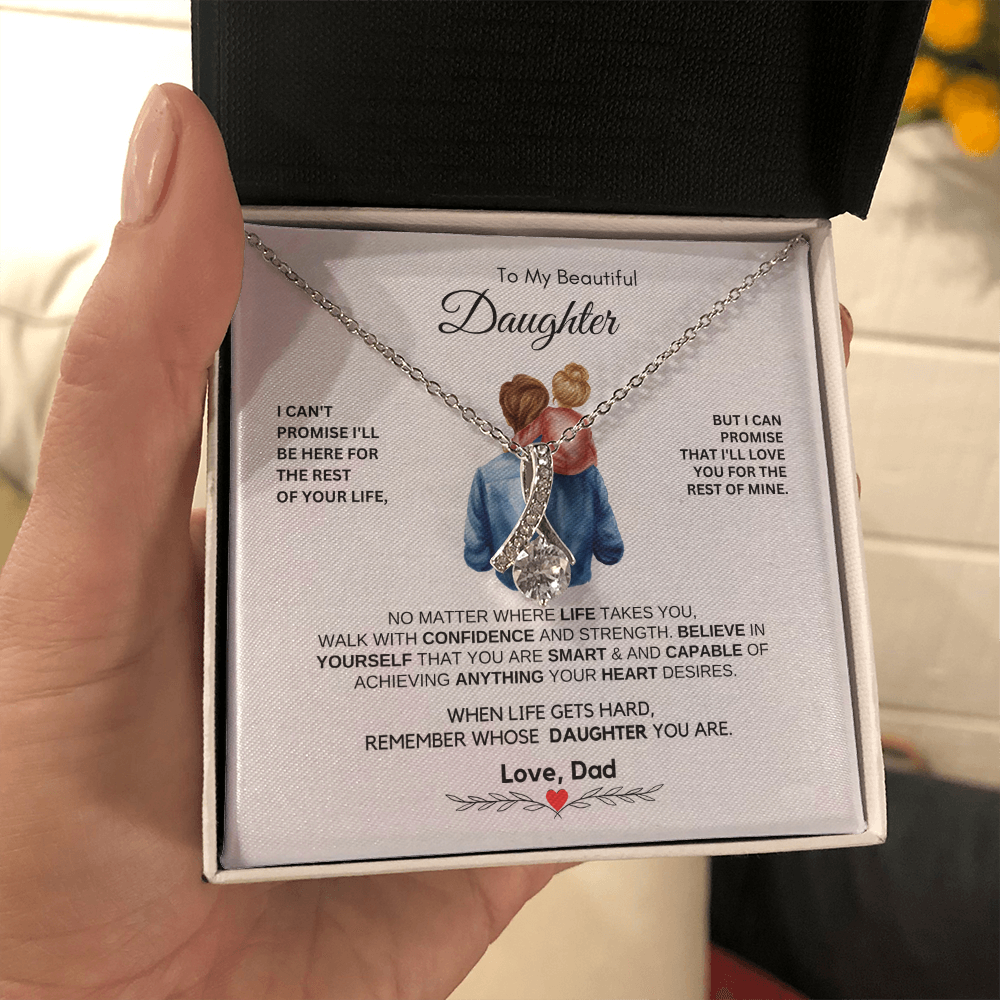 To My Beautiful
Daughter
I CAN'T
PROMISE I'LL
BE HERE FOR
THE REST
OF YOUR LIFE,
BUT I CAN
PROMISE
THAT I'LL LOVE
YOU FOR THE
REST OF MINE.
NO MATTER WHERE LIFE TAKES YOU,
WALK WITH CONFIDENCE AND STRENGTH. BELIEVE IN
YOURSELF THAT YOU ARE SMART & AND CAPABLE OF
ACHIEVING ANYTHING YOUR HEART DESIRES.
WHEN LIFE GETS HARD,
REMEMBER WHOSE DAUGHTER YOU ARE.
Love, Dad